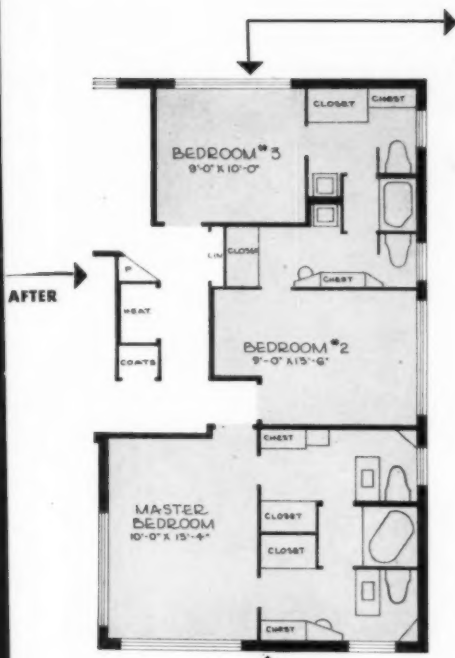 CLOSET
CHEST
BEDROOM #3
9'-0" X 10'-0"
LIN
CLOSET
P
AFTER
HEAT
CHEST
COATS
BEDROOM #2
9'-0" X 13'-6"
CHEST
MASTER
BEDROOM
10'-0" X 15'-4"
CLOSET
CLOSET
CHEST